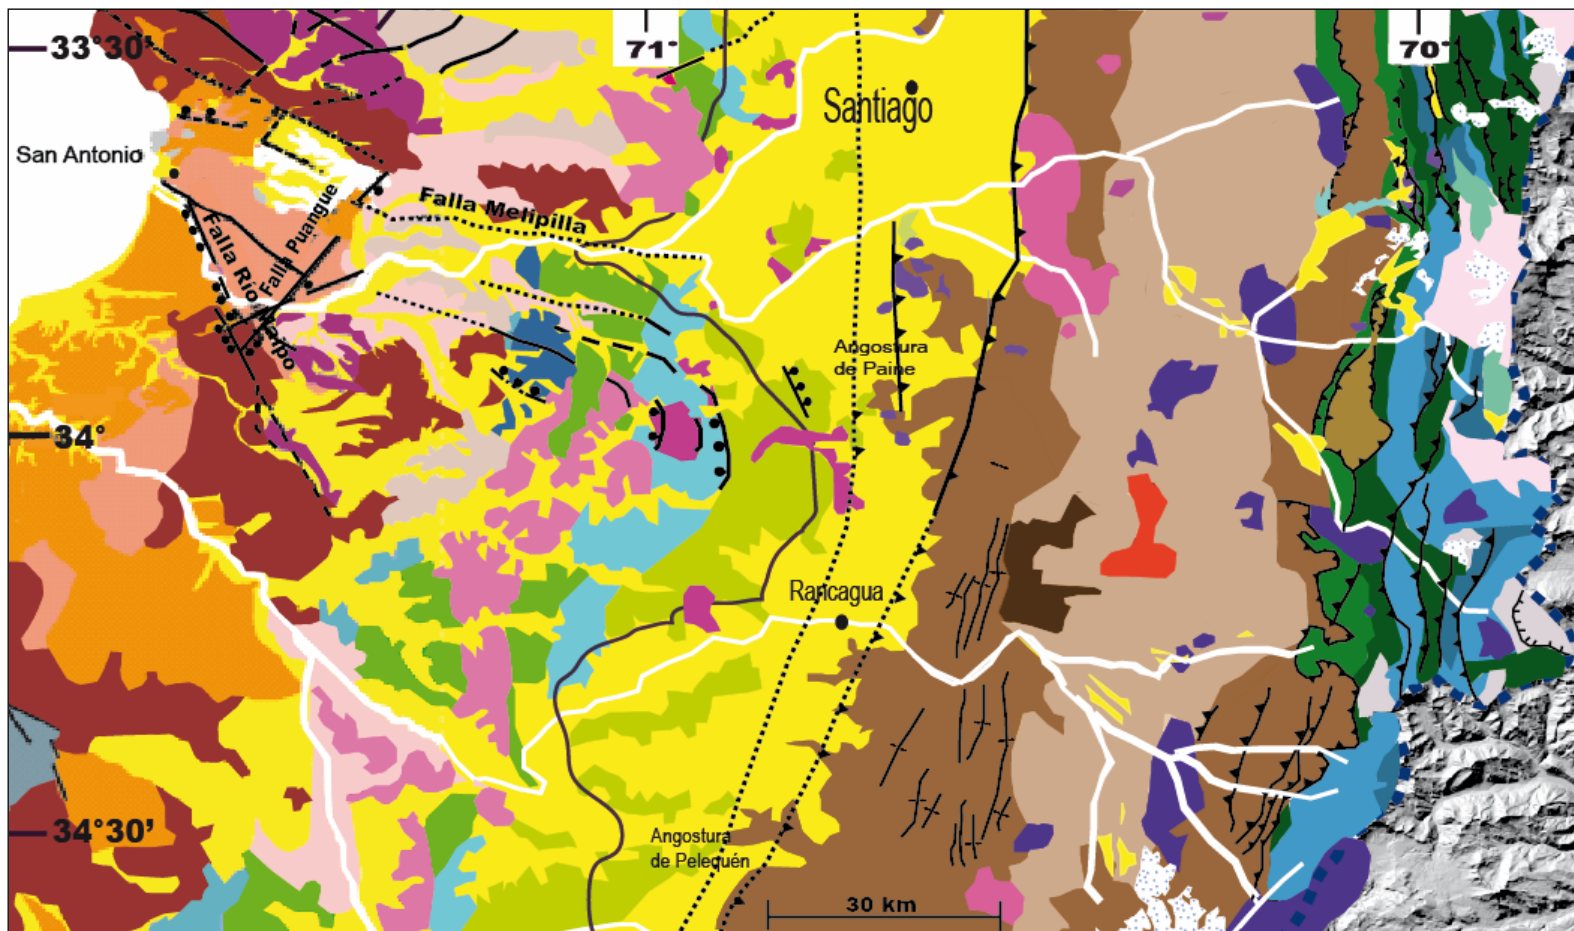 33°30'
71°
70°
Santiago
San Antonio
Falla Melipilla
Falla Puangue
Falla Río Maipo
Angostura
de Paine
34°
Rancagua
34°30'
Angostura
de Pelequén
30 km